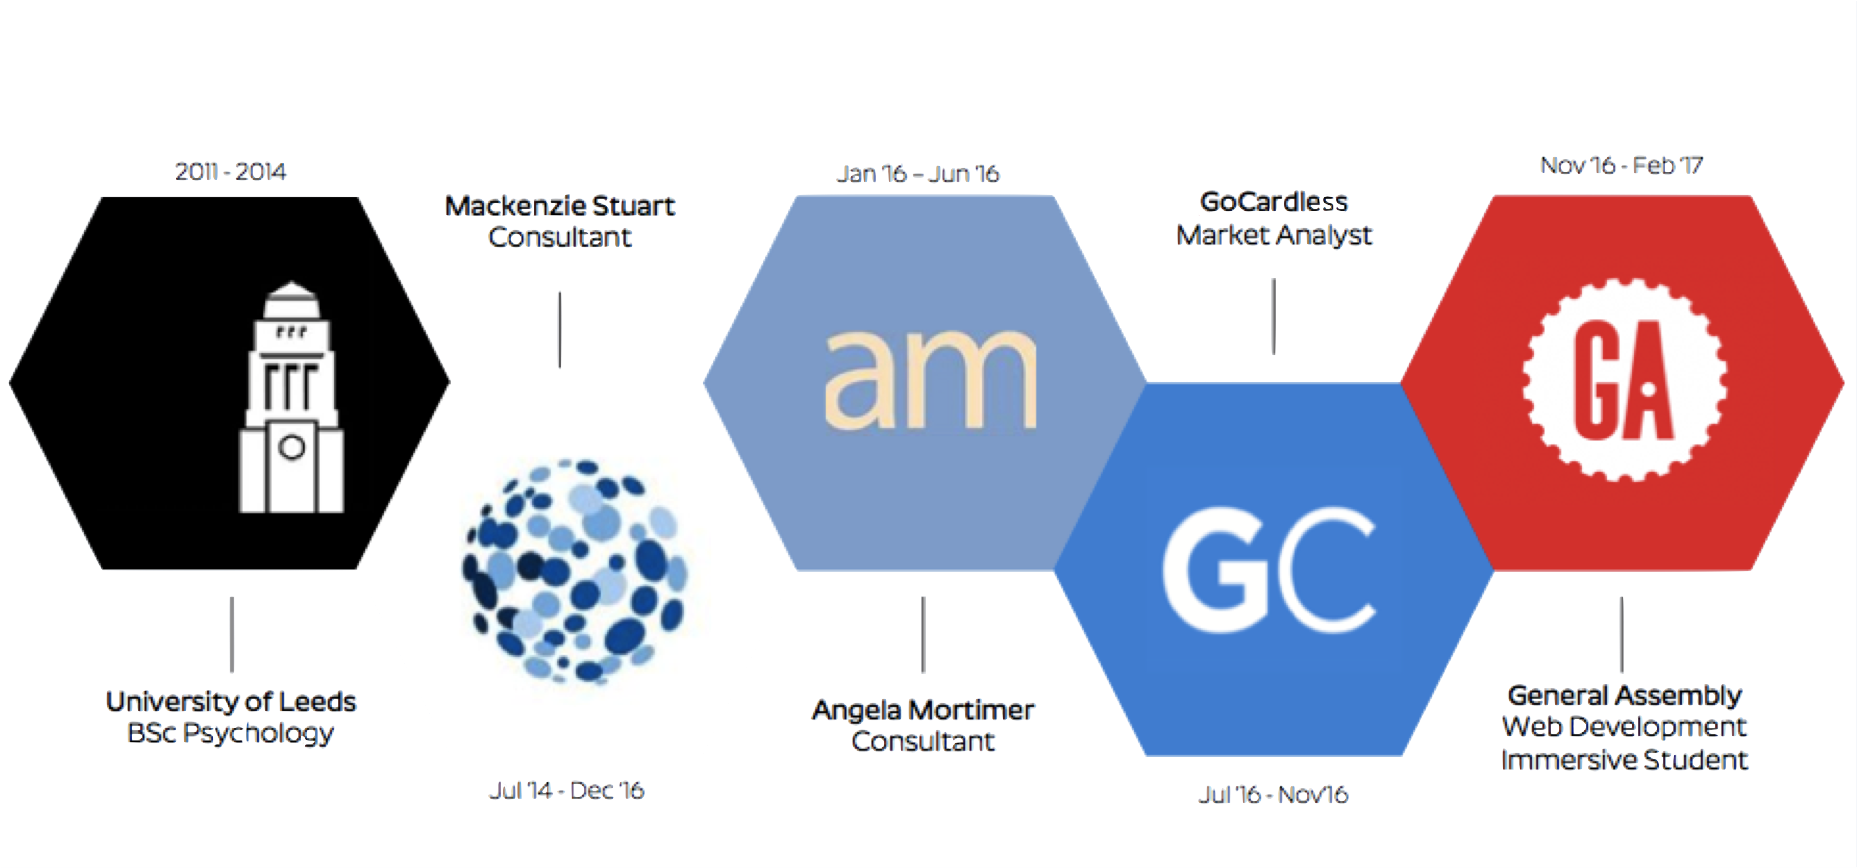 2011 - 2014
University of Leeds
BSc Psychology
Mackenzie Stuart
Consultant
Jul '14 - Dec '16
Jan '16 – Jun '16
am
Angela Mortimer
Consultant
GoCardless
Market Analyst
GC
Jul '16 - Nov'16
Nov '16 - Feb '17
GA
General Assembly
Web Development
Immersive Student